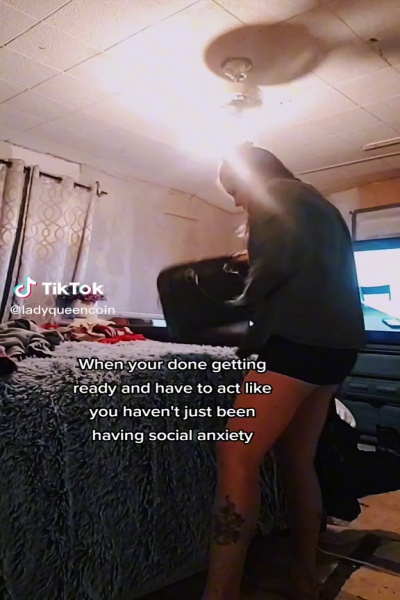 TikTok
@ladyqueencoin
When your done getting
ready and have to act like
you haven't just been
having social anxiety